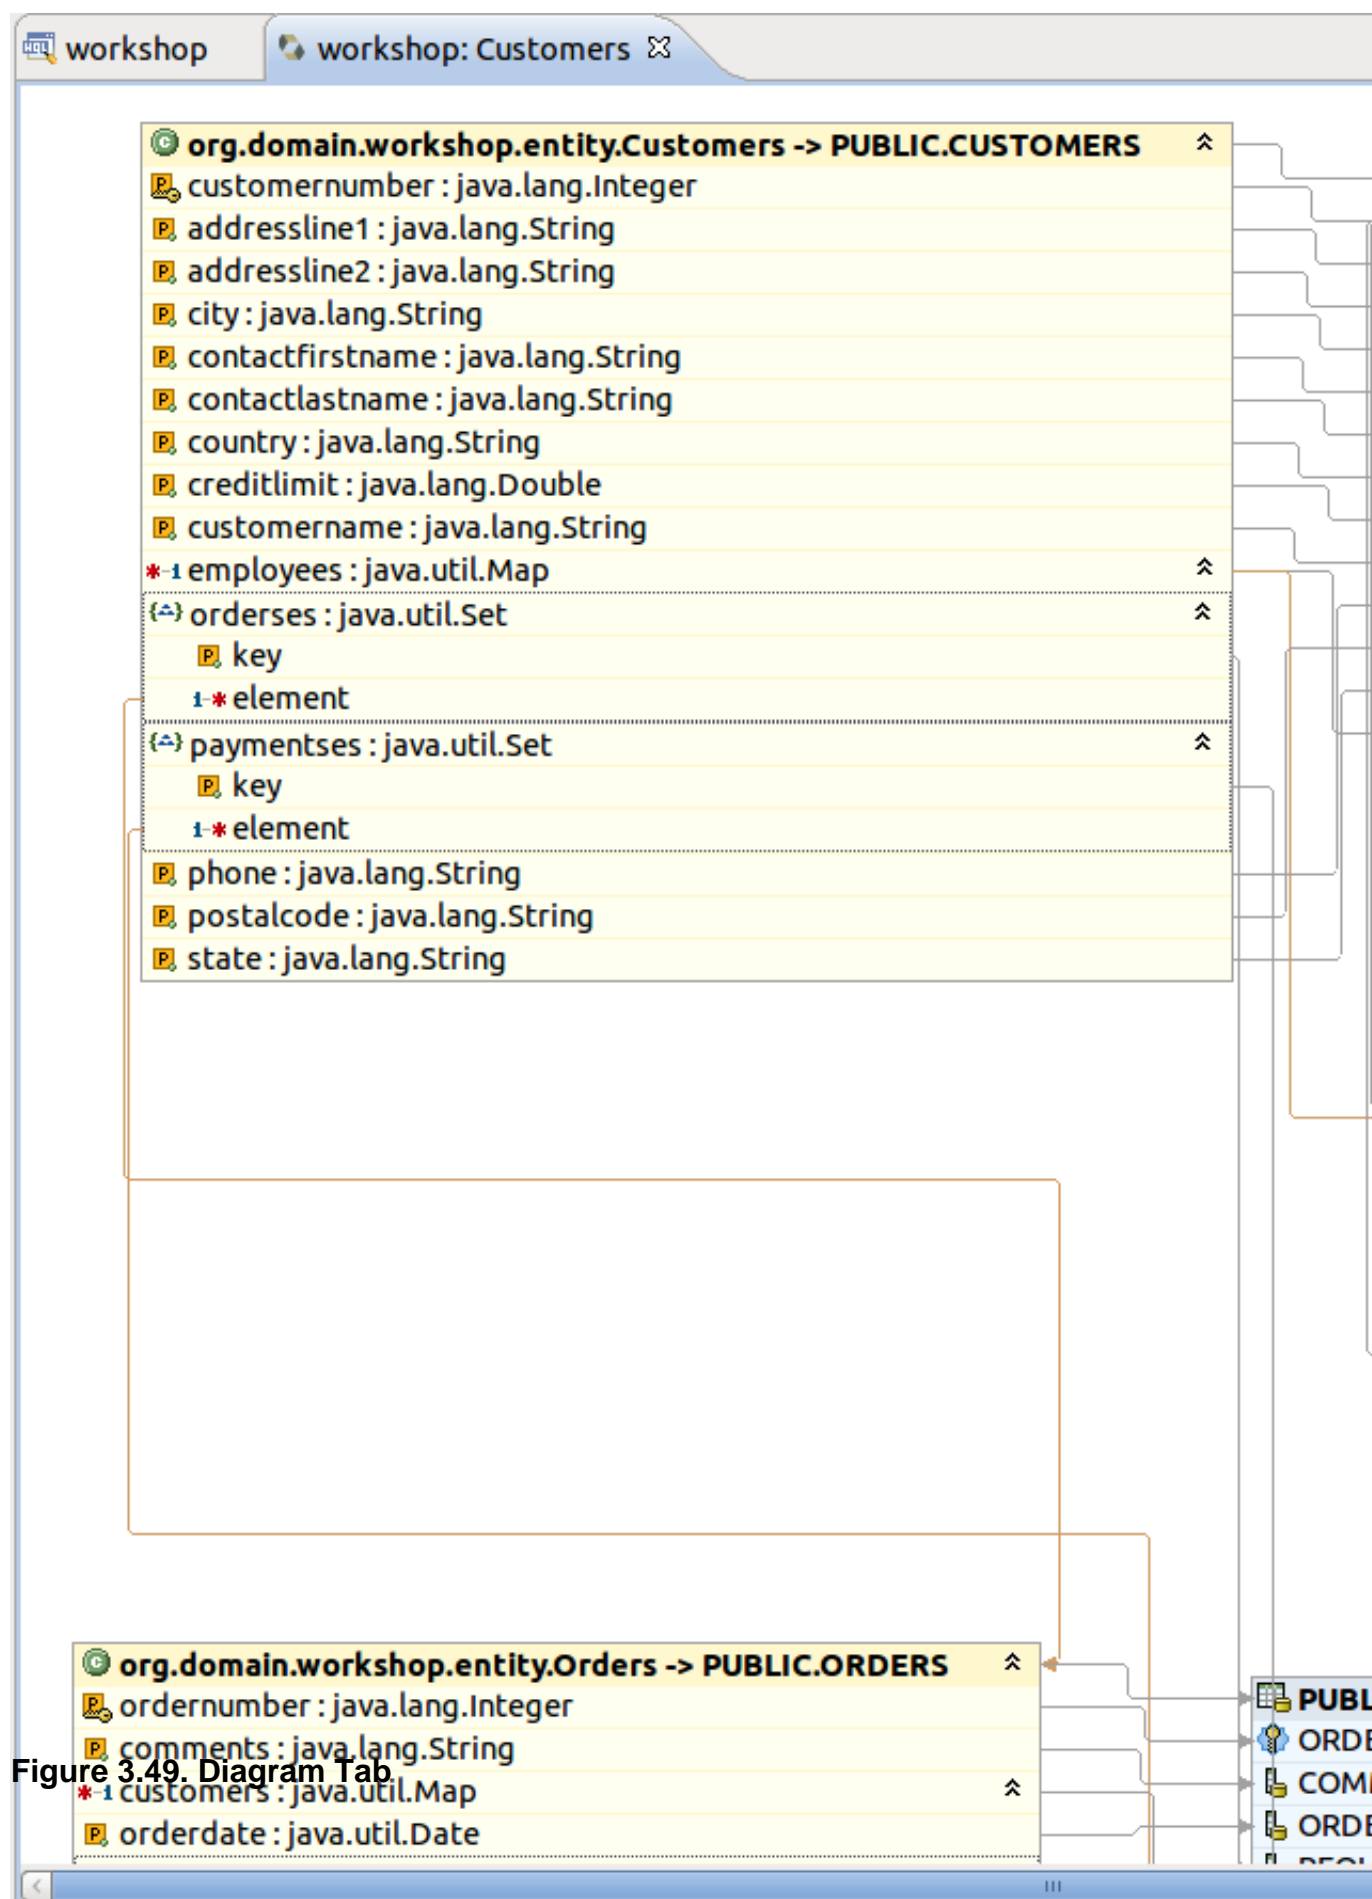 workshop
workshop: Customers
org.domain.workshop.entity.Customers -> PUBLIC.CUSTOMERS
customernumber : java.lang.Integer
addressline1 : java.lang.String
addressline2 : java.lang.String
city : java.lang.String
contactfirstname : java.lang.String
contactlastname : java.lang.String
country : java.lang.String
creditlimit : java.lang.Double
customername : java.lang.String
employees : java.util.Map
orderses : java.util.Set
key
element
paymentses : java.util.Set
key
element
phone : java.lang.String
postalcode : java.lang.String
state : java.lang.String
org.domain.workshop.entity.Orders -> PUBLIC.ORDERS
ordernumber : java.lang.Integer
comments : java.lang.String
customers : java.util.Map
orderdate : java.util.Date
PUBL
ORDE
COM
ORDE
Figure 3.49. Diagram Tab